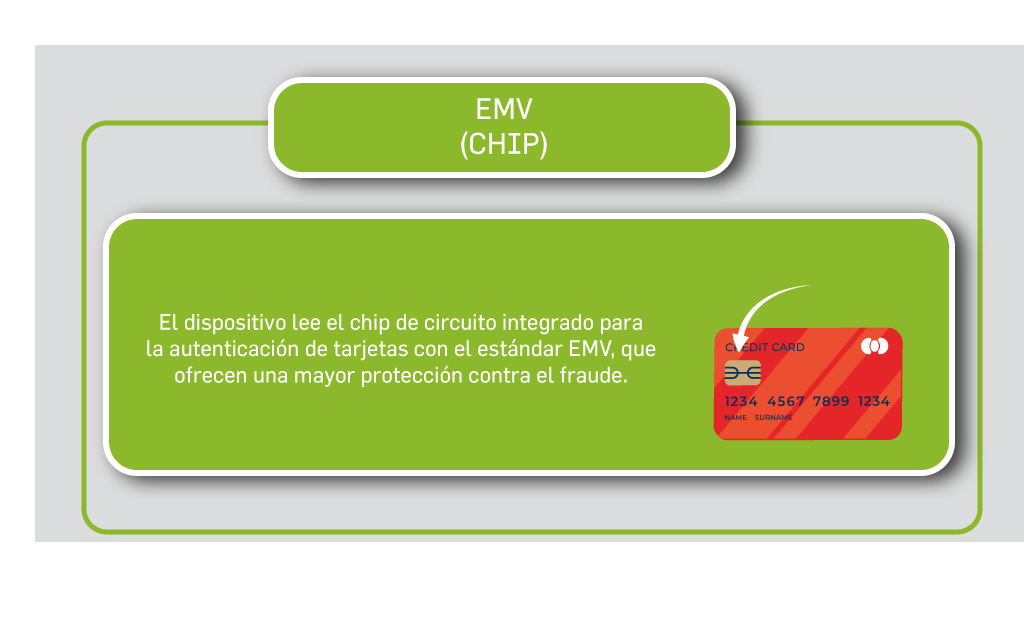 EMV
(CHIP)
El dispositivo lee el chip de circuito integrado para
la autenticación de tarjetas con el estándar EMV, que
ofrecen una mayor protección contra el fraude.
CREDIT CARD
1234 4567 7899 1234
NAME SURNAME